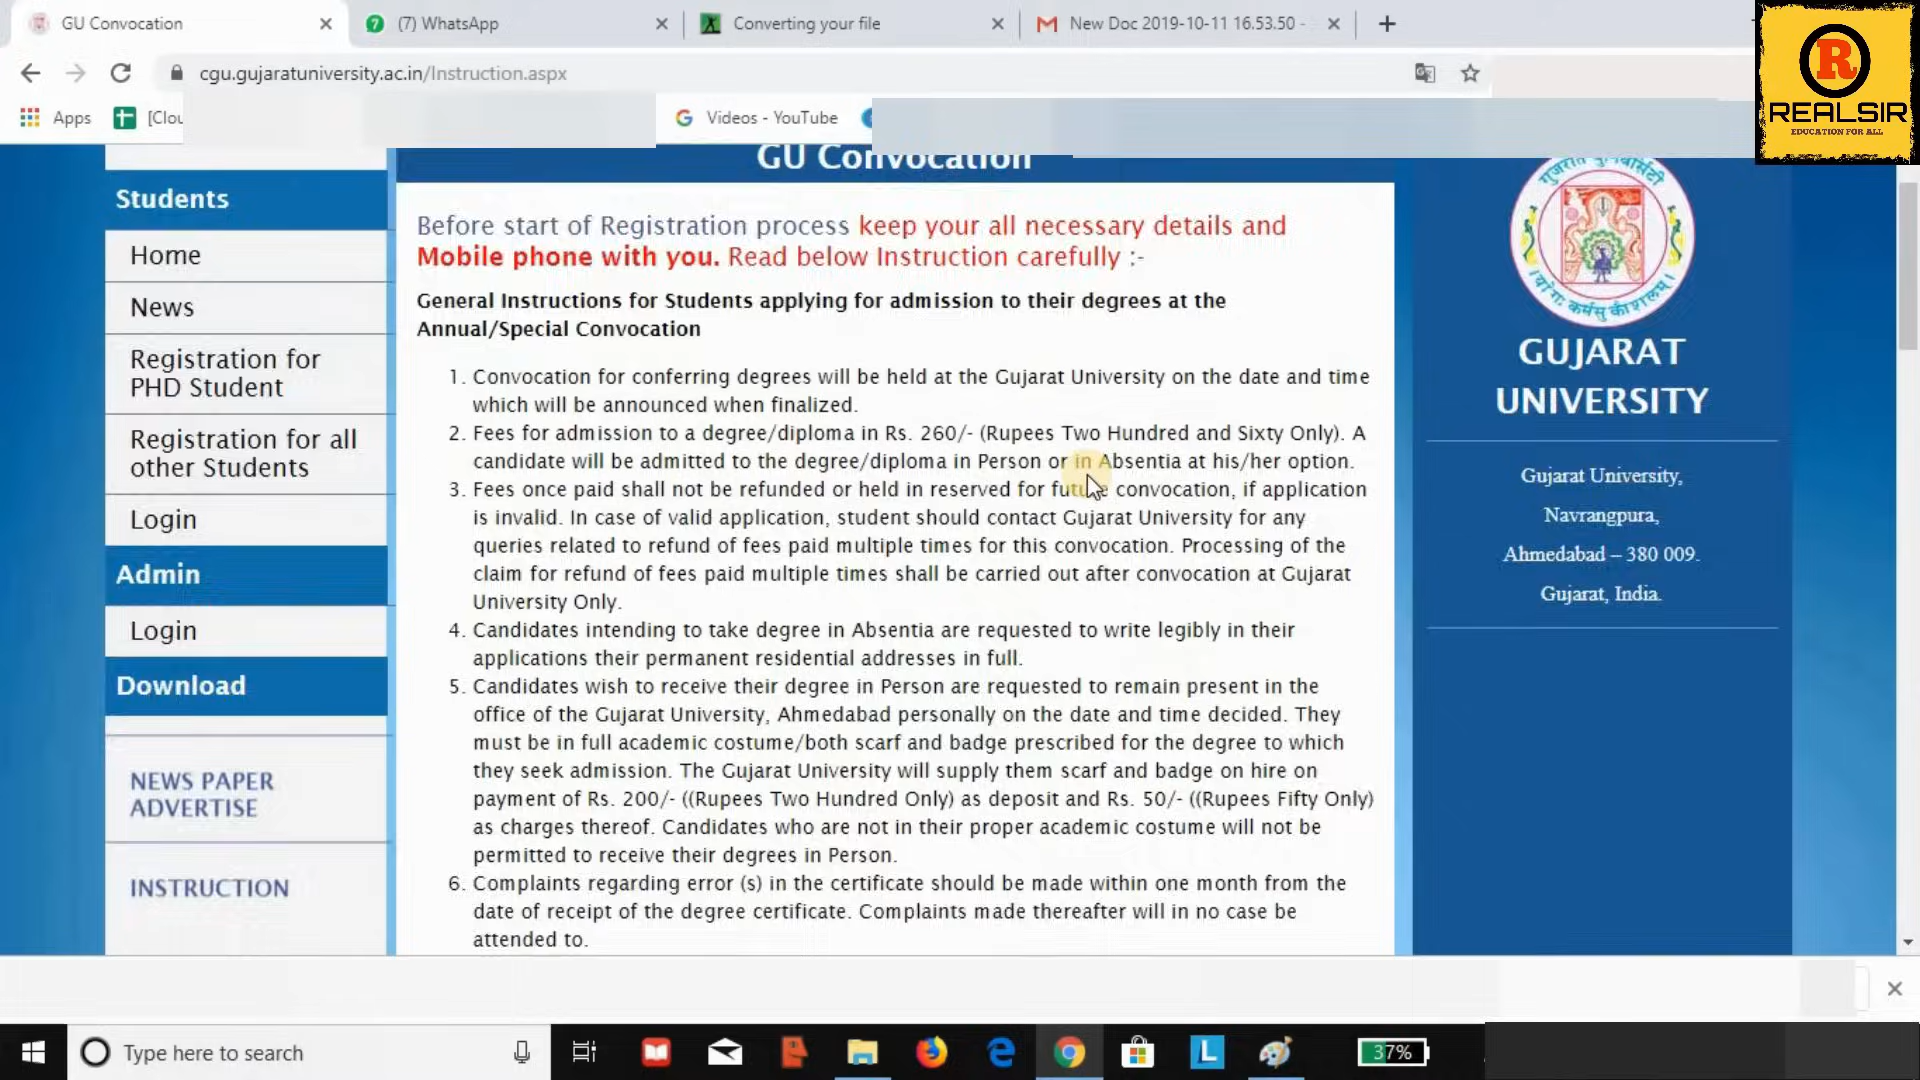 GU Convocation
(7) WhatsApp
Converting your file
New Doc 2019-10-11 16.53.50 -
cgu.gujaratuniversity.ac.in/Instruction.aspx
Apps
[Clou
Videos - YouTube
R
REALSIR
EDUCATION FOR ALL
GU Convocation
Students
Home
News
Registration for
PHD Student
Registration for all
other Students
Login
Admin
Login
Download
NEWS PAPER
ADVERTISE
INSTRUCTION
Before start of Registration process keep your all necessary details and
Mobile phone with you. Read below Instruction carefully :-
General Instructions for Students applying for admission to their degrees at the
Annual/Special Convocation
1. Convocation for conferring degrees will be held at the Gujarat University on the date and time
which will be announced when finalized.
2. Fees for admission to a degree/diploma in Rs. 260/- (Rupees Two Hundred and Sixty Only). A
candidate will be admitted to the degree/diploma in Person or in Absentia at his/her option.
3. Fees once paid shall not be refunded or held in reserved for future convocation, if application
is invalid. In case of valid application, student should contact Gujarat University for any
queries related to refund of fees paid multiple times for this convocation. Processing of the
claim for refund of fees paid multiple times shall be carried out after convocation at Gujarat
University Only.
4. Candidates intending to take degree in Absentia are requested to write legibly in their
applications their permanent residential addresses in full.
5. Candidates wish to receive their degree in Person are requested to remain present in the
office of the Gujarat University, Ahmedabad personally on the date and time decided. They
must be in full academic costume/both scarf and badge prescribed for the degree to which
they seek admission. The Gujarat University will supply them scarf and badge on hire on
payment of Rs. 200/- ((Rupees Two Hundred Only) as deposit and Rs. 50/- ((Rupees Fifty Only)
as charges thereof. Candidates who are not in their proper academic costume will not be
permitted to receive their degrees in Person.
6. Complaints regarding error (s) in the certificate should be made within one month from the
date of receipt of the degree certificate. Complaints made thereafter will in no case be
attended to.
योगः कर्मसु कौशलम्
GUJARAT
UNIVERSITY
Gujarat University,
Navrangpura,
Ahmedabad – 380 009.
Gujarat, India.
Type here to search
L
37%